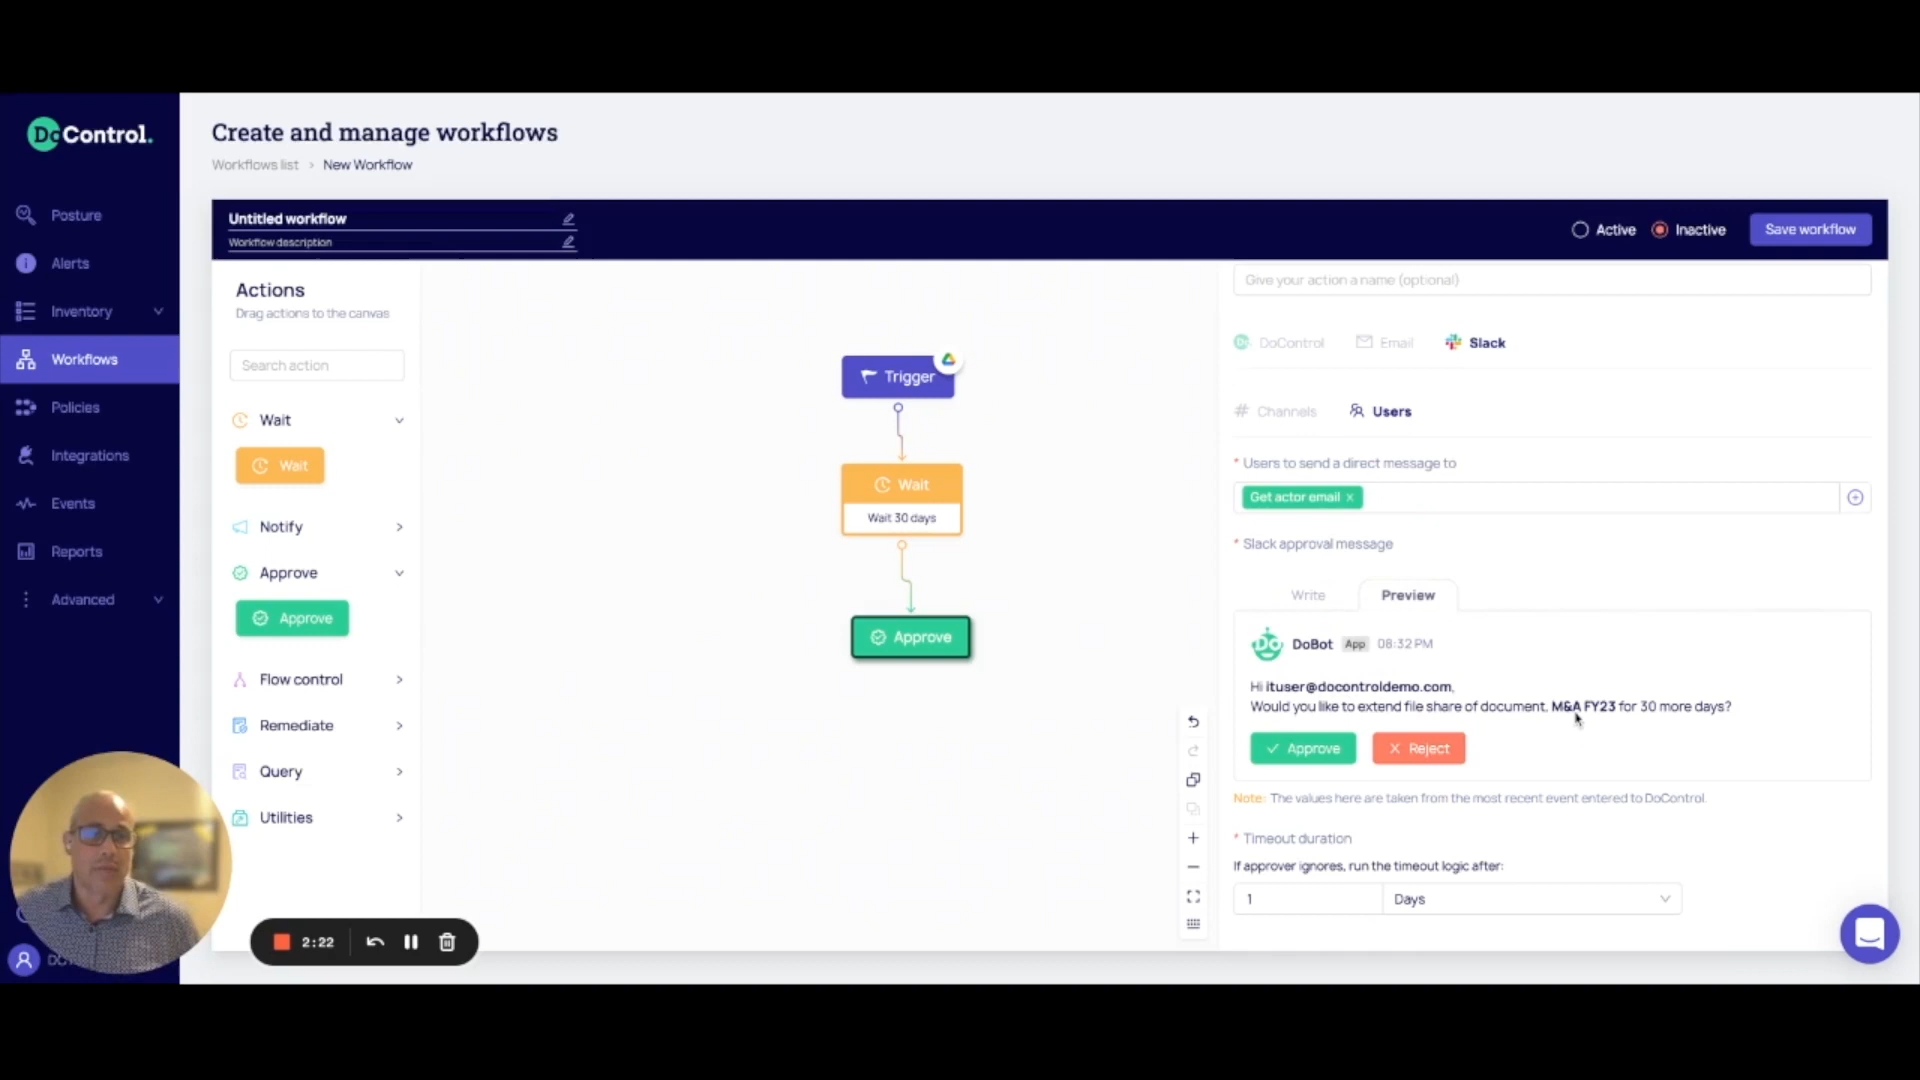 DoControl.
Create and manage workflows
Workflows list > New Workflow
Posture
Alerts
Inventory
Workflows
Policies
Integrations
Events
Reports
Advanced
Untitled workflow
Workflow description
Active
Inactive
Save workflow
Actions
Drag actions to the canvas
Search action
Wait
Wait
Notify
Approve
Approve
Flow control
Remediate
Query
Utilities
Trigger
Wait
Wait 30 days
Approve
Give your action a name (optional)
DoControl
Email
Slack
# Channels
Users
* Users to send a direct message to
Get actor email ×
* Slack approval message
Write
Preview
Do
DoBot App 08:32 PM
Hi ituser@docontroldemo.com,
Would you like to extend file share of document, M&A FY23 for 30 more days?
Approve
Reject
Note: The values here are taken from the most recent event entered to DoControl.
* Timeout duration
If approver ignores, run the timeout logic after:
1
Days
2:22